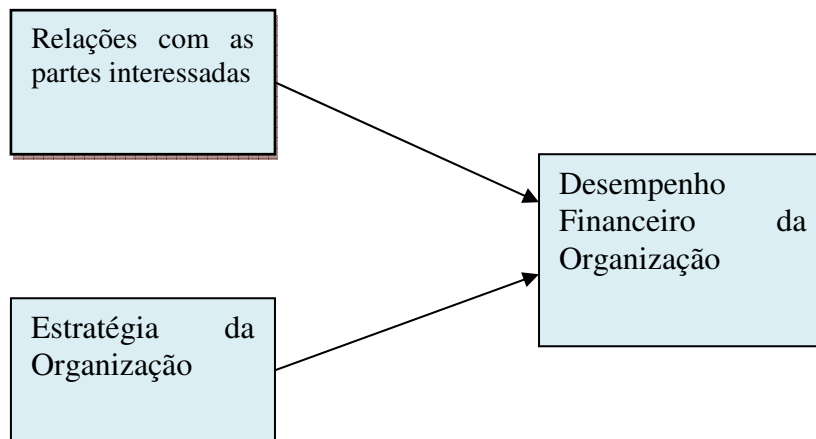 Relações com as
partes interessadas
Desempenho
Financeiro da
Organização
Estratégia da
Organização